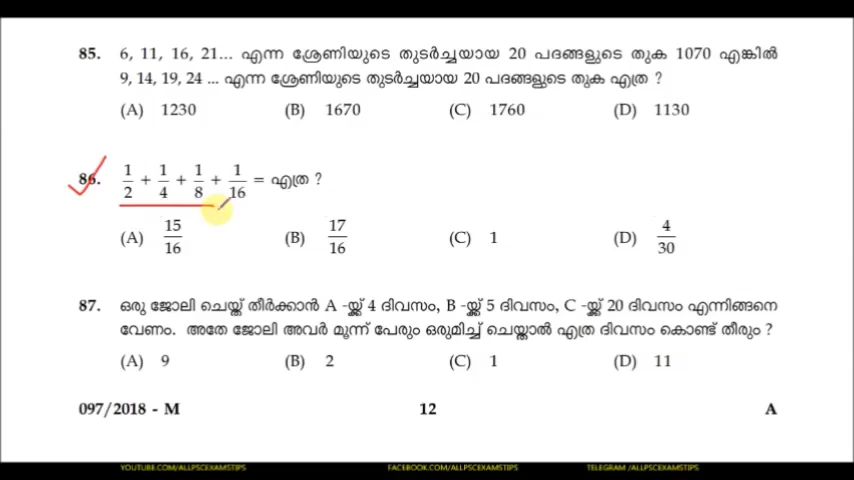 85. 6, 11, 16, 21... എന്ന ശ്രേണിയുടെ തുടർച്ചയായ 20 പദങ്ങളുടെ തുക 1070 എങ്കിൽ
9, 14, 19, 24 ... എന്ന ശ്രേണിയുടെ തുടർച്ചയായ 20 പദങ്ങളുടെ തുക എത്ര ?
(A) 1230 (B) 1670 (C) 1760 (D) 1130
86. 1/2 + 1/4 + 1/8 + 1/16 = എത്ര ?
(A) 15/16 (B) 17/16 (C) 1 (D) 4/30
87. ഒരു ജോലി ചെയ്ത് തീർക്കാൻ A -യ്ക്ക് 4 ദിവസം, B -യ്ക്ക് 5 ദിവസം, C -യ്ക്ക് 20 ദിവസം എന്നിങ്ങനെ
വേണം. അതേ ജോലി അവർ മൂന്ന് പേരും ഒരുമിച്ച് ചെയ്താൽ എത്ര ദിവസം കൊണ്ട് തീരും ?
(A) 9 (B) 2 (C) 1 (D) 11
097/2018 - M 12 A
YOUTUBE.COM/ALLPSCEXAMSTIPS FACEBOOK.COM/ALLPSCEXAMSTIPS TELEGRAM /ALLPSCEXAMSTIPS